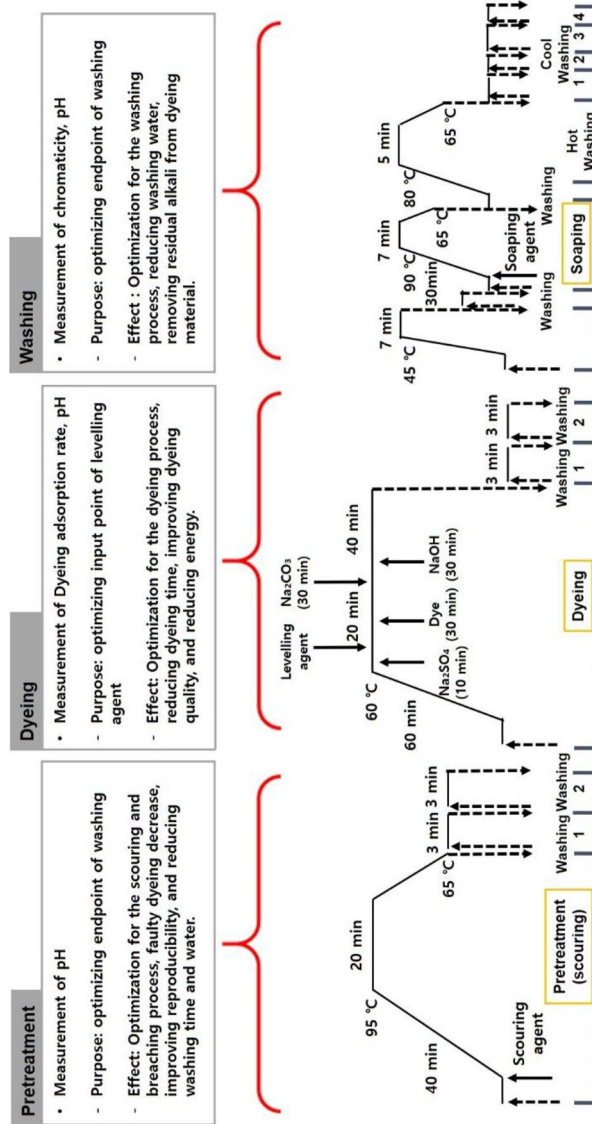 Pretreatment
• Measurement of pH
- Purpose: optimizing endpoint of washing
- Effect: Optimization for the scouring and
breaching process, faulty dyeing decrease,
improving reproducibility, and reducing
washing time and water.
Dyeing
• Measurement of Dyeing adsorption rate, pH
- Purpose: optimizing input point of levelling
agent
- Effect: Optimization for the dyeing process,
reducing dyeing time, improving dyeing
quality, and reducing energy.
Washing
• Measurement of chromaticity, pH
- Purpose: optimizing endpoint of washing
- Effect : Optimization for the washing
process, reducing washing water,
removing residual alkali from dyeing
material.
40 min
95 °C
20 min
65 °C
3 min 3 min
Scouring
agent
Washing Washing
1 2
Pretreatment
(scouring)
60 min
60 °C
Levelling
agent
20 min
Na₂CO₃
(30 min)
40 min
Na₂SO₄
(10 min)
Dye
(30 min)
NaOH
(30 min)
3 min 3 min
Washing Washing
1 2
Dyeing
45 °C
7 min
30min
90 °C
7 min
65 °C
80 °C
5 min
65 °C
Washing
Soaping
agent
Washing
Soaping
Hot
Washing
Cool
Washing
1 2 3 4